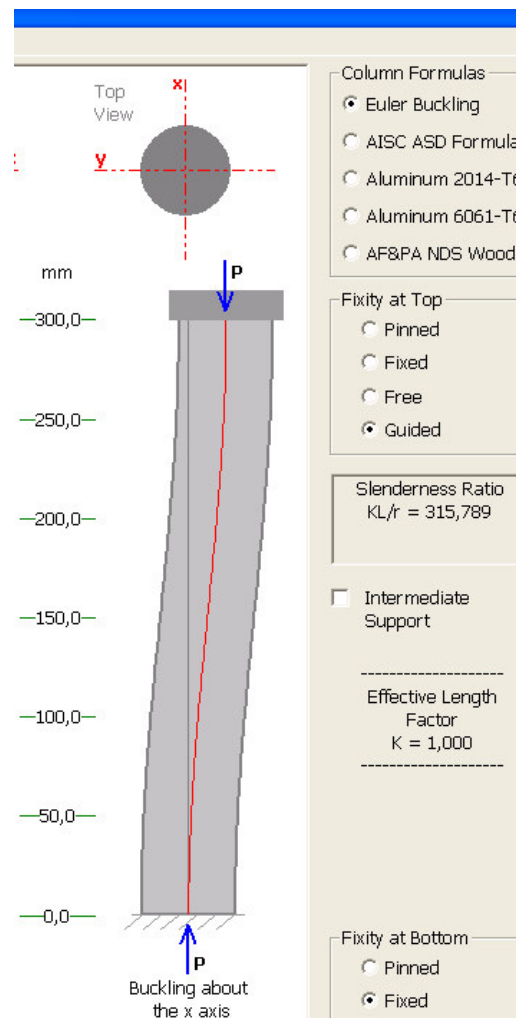 Top
View
x
y
mm
P
300,0
250,0
200,0
150,0
100,0
50,0
0,0
P
Buckling about
the x axis
Column Formulas
Euler Buckling
AISC ASD Formula
Aluminum 2014-T6
Aluminum 6061-T6
AF&PA NDS Wood
Fixity at Top
Pinned
Fixed
Free
Guided
Slenderness Ratio
KL/r = 315,789
Intermediate
Support
--------------------
Effective Length
Factor
K = 1,000
--------------------
Fixity at Bottom
Pinned
Fixed